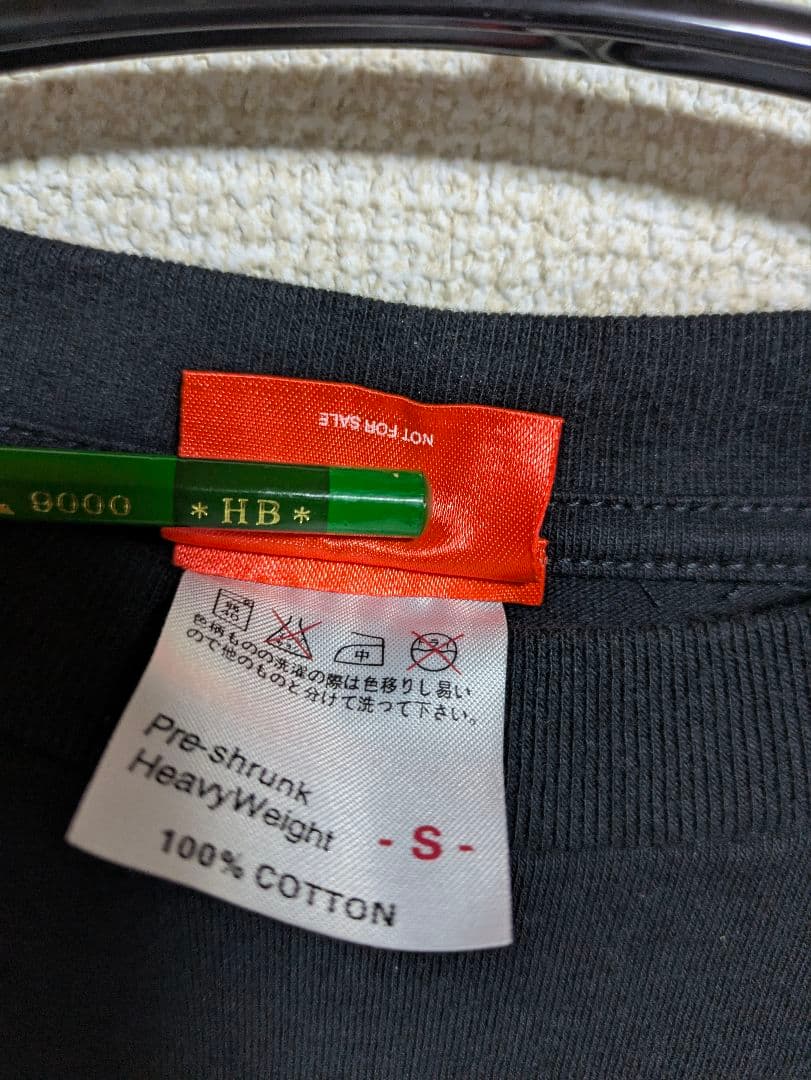 NOT FOR SALE
9000 *HB*
中
色柄ものの洗濯の際は色移りし易い
ので他のものと分けて洗って下さい。
Pre-shrunk
HeavyWeight
- S -
100% COTTON